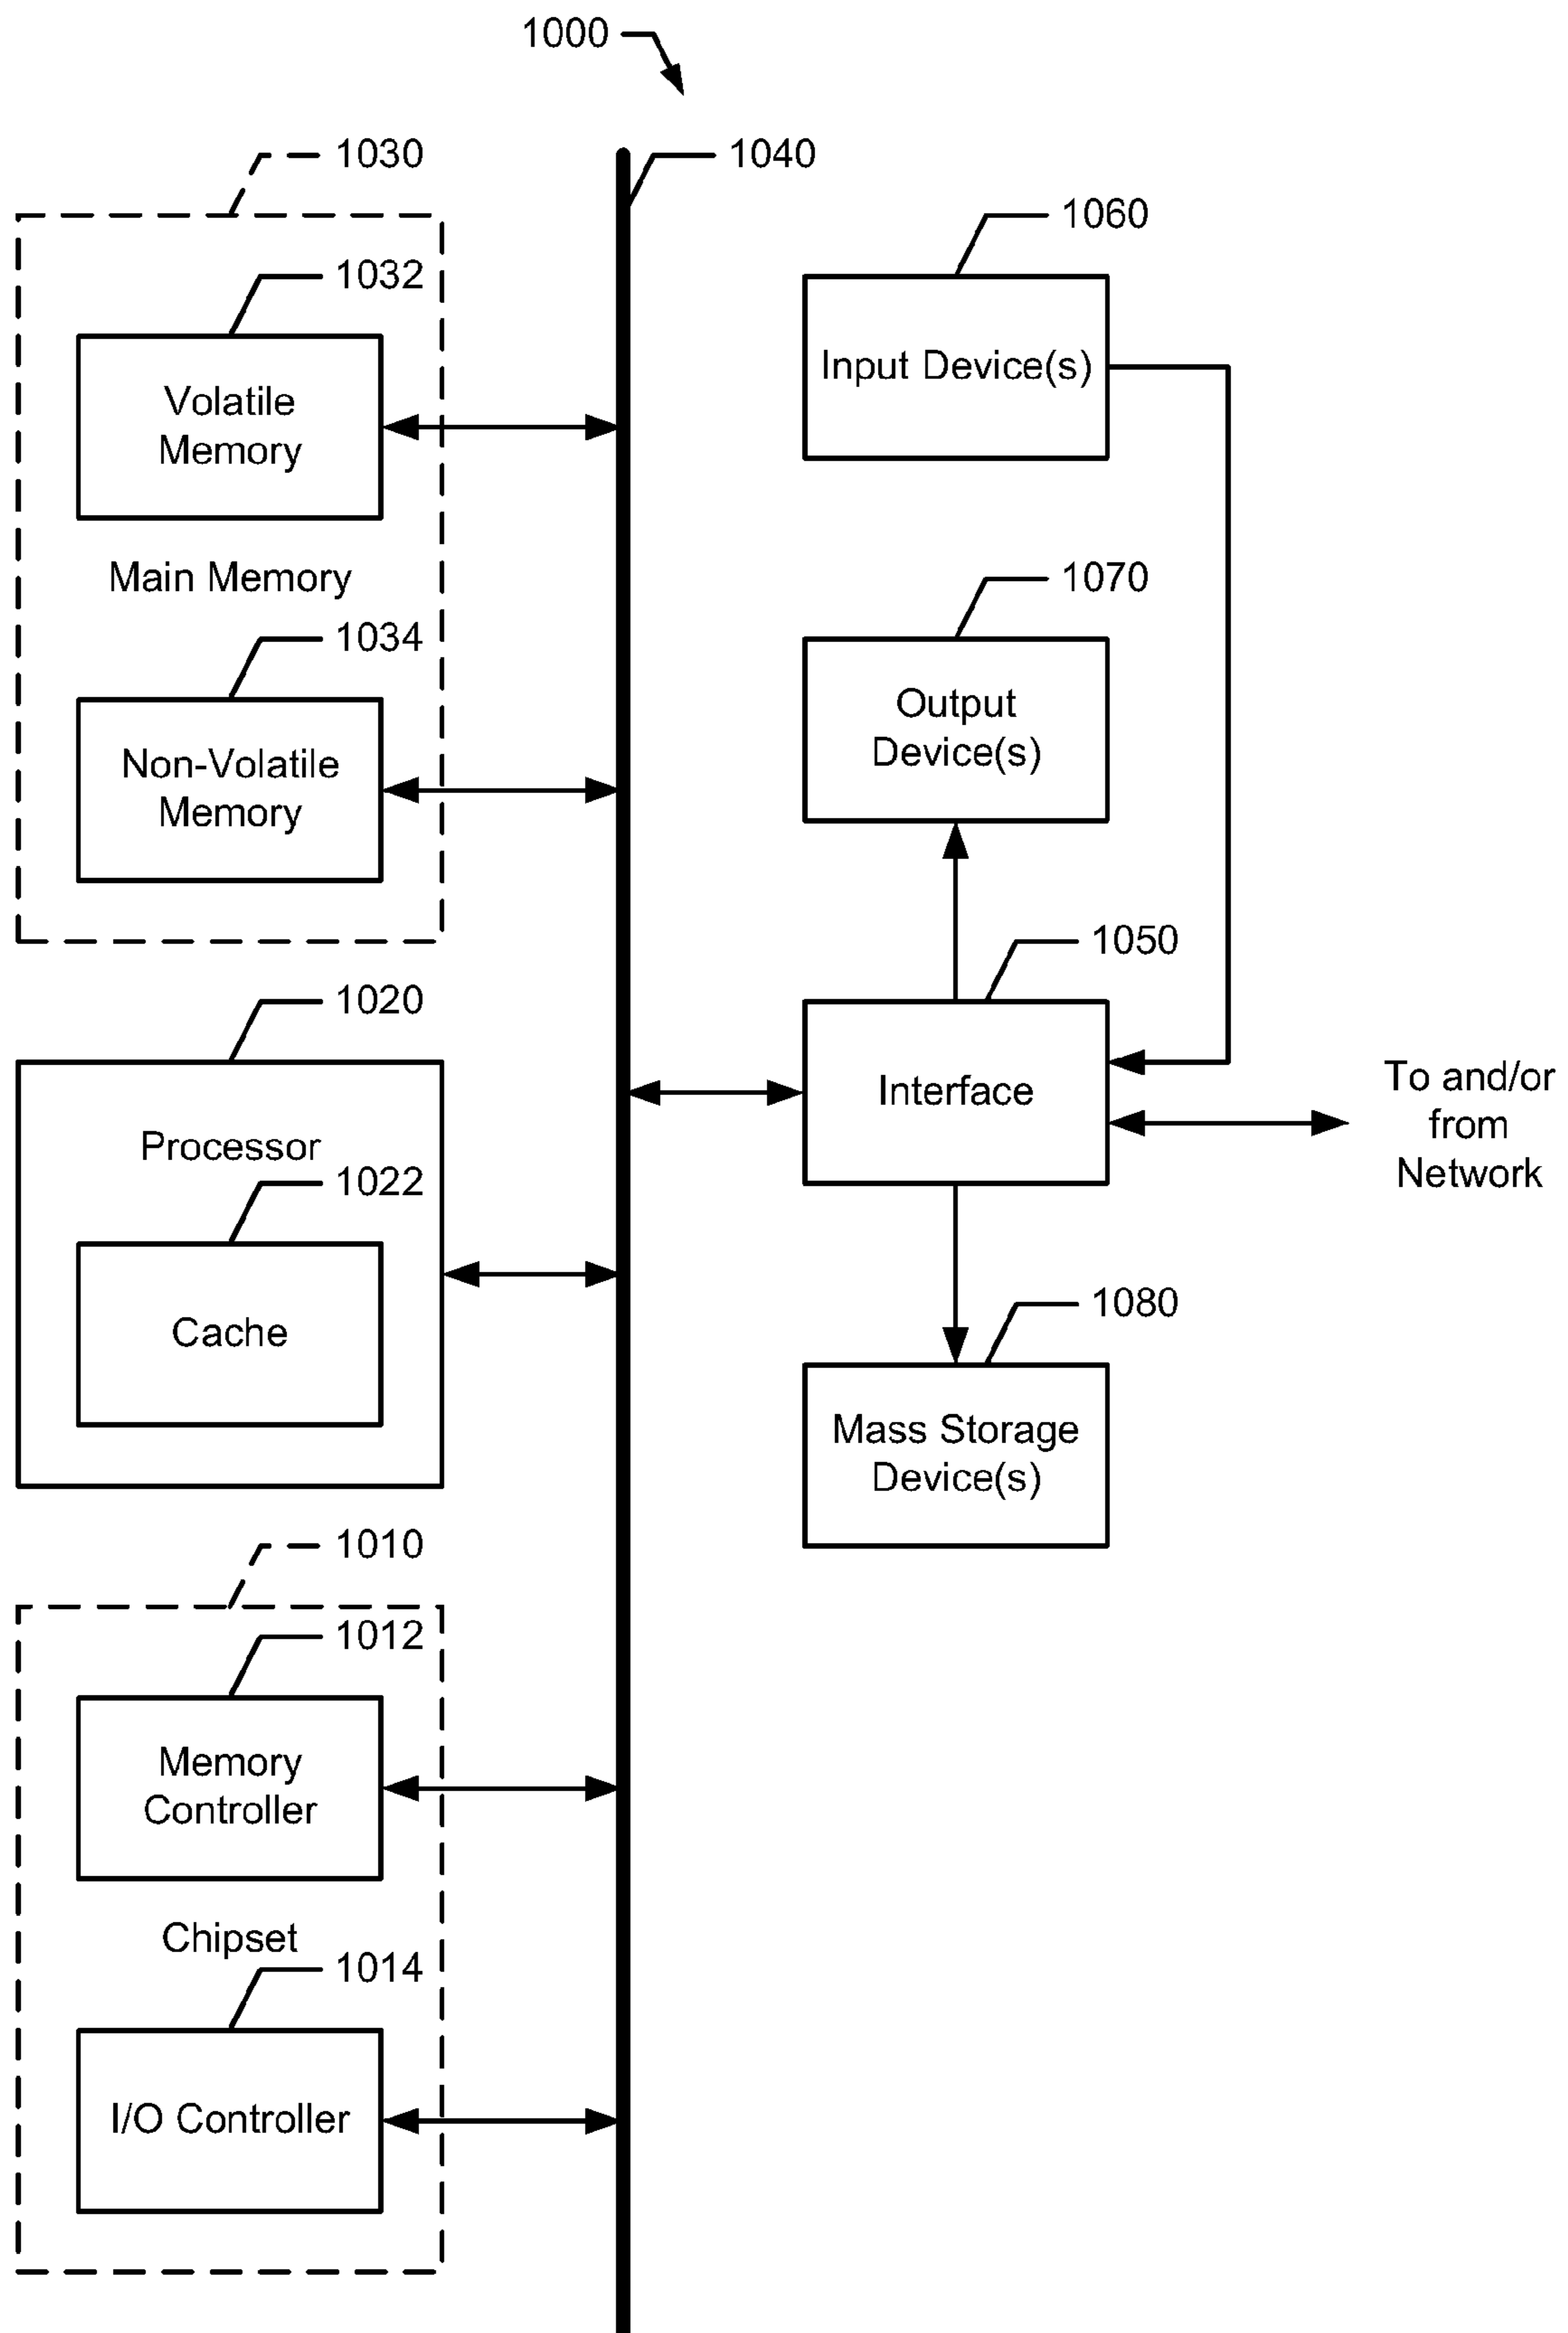 1000
1030
1040
1060
1032
Input Device(s)
Volatile
Memory
Main Memory
1070
1034
Output
Device(s)
Non-Volatile
Memory
1050
1020
Interface
To and/or
from
Network
Processor
1022
Cache
1080
Mass Storage
Device(s)
1010
1012
Memory
Controller
Chipset
1014
I/O Controller